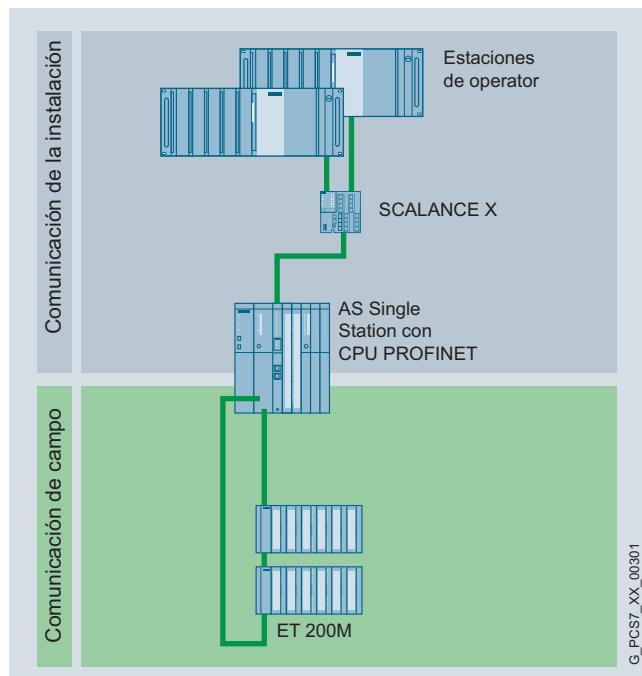 Comunicación de la instalación
Estaciones
de operator
SCALANCE X
AS Single
Station con
CPU PROFINET
Comunicación de campo
ET 200M
G_PCS7_XX_00301